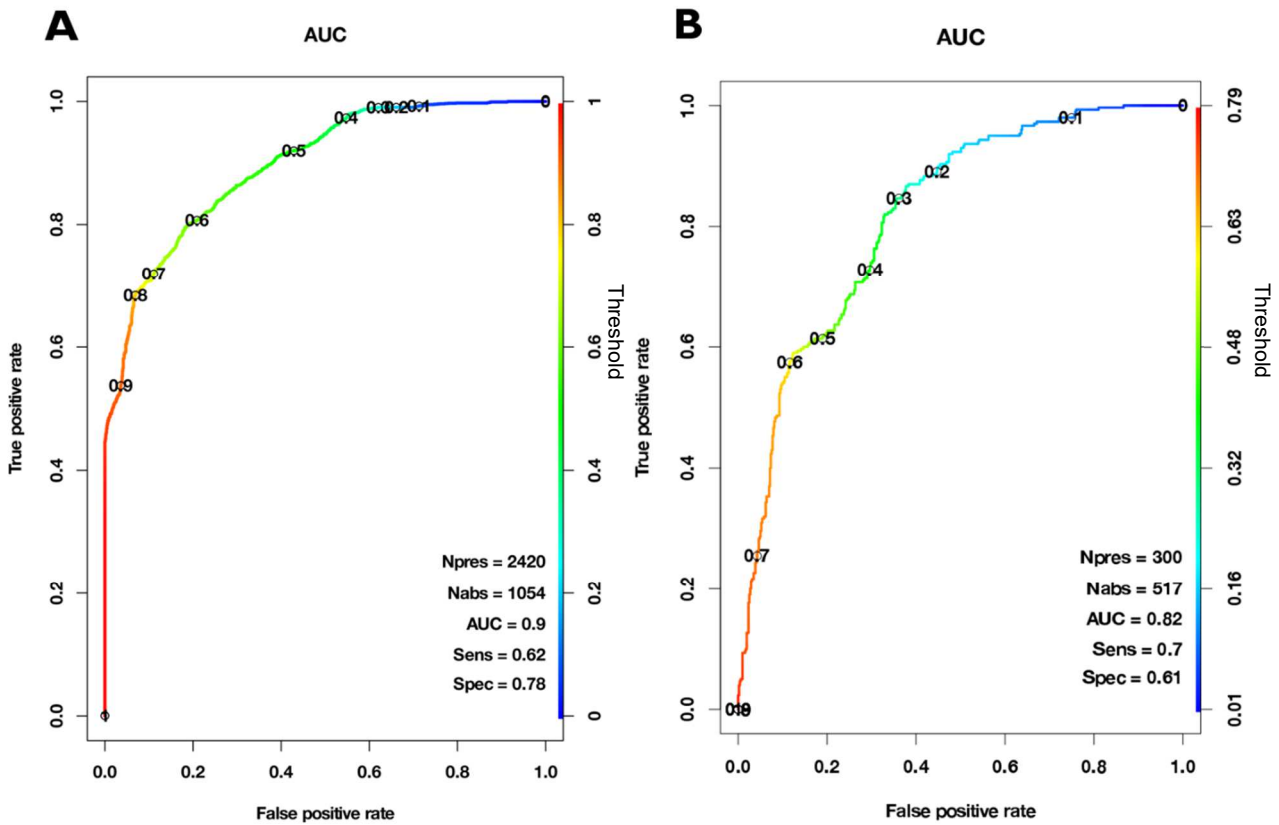 A
AUC
1.0
0.8
0.6
0.4
0.2
0.0
True positive rate
0.9
0.8
0.7
0.6
0.5
0.4
0.3
0.2
0.1
0
Npres = 2420
Nabs = 1054
AUC = 0.9
Sens = 0.62
Spec = 0.78
1
0.8
0.6
0.4
0.2
0
Threshold
0.0 0.2 0.4 0.6 0.8 1.0
False positive rate
B
AUC
1.0
0.8
0.6
0.4
0.2
0.0
True positive rate
0.7
0.6
0.5
0.4
0.3
0.2
0.1
0
Npres = 300
Nabs = 517
AUC = 0.82
Sens = 0.7
Spec = 0.61
0.79
0.63
0.48
0.32
0.16
0.01
Threshold
0.0 0.2 0.4 0.6 0.8 1.0
False positive rate